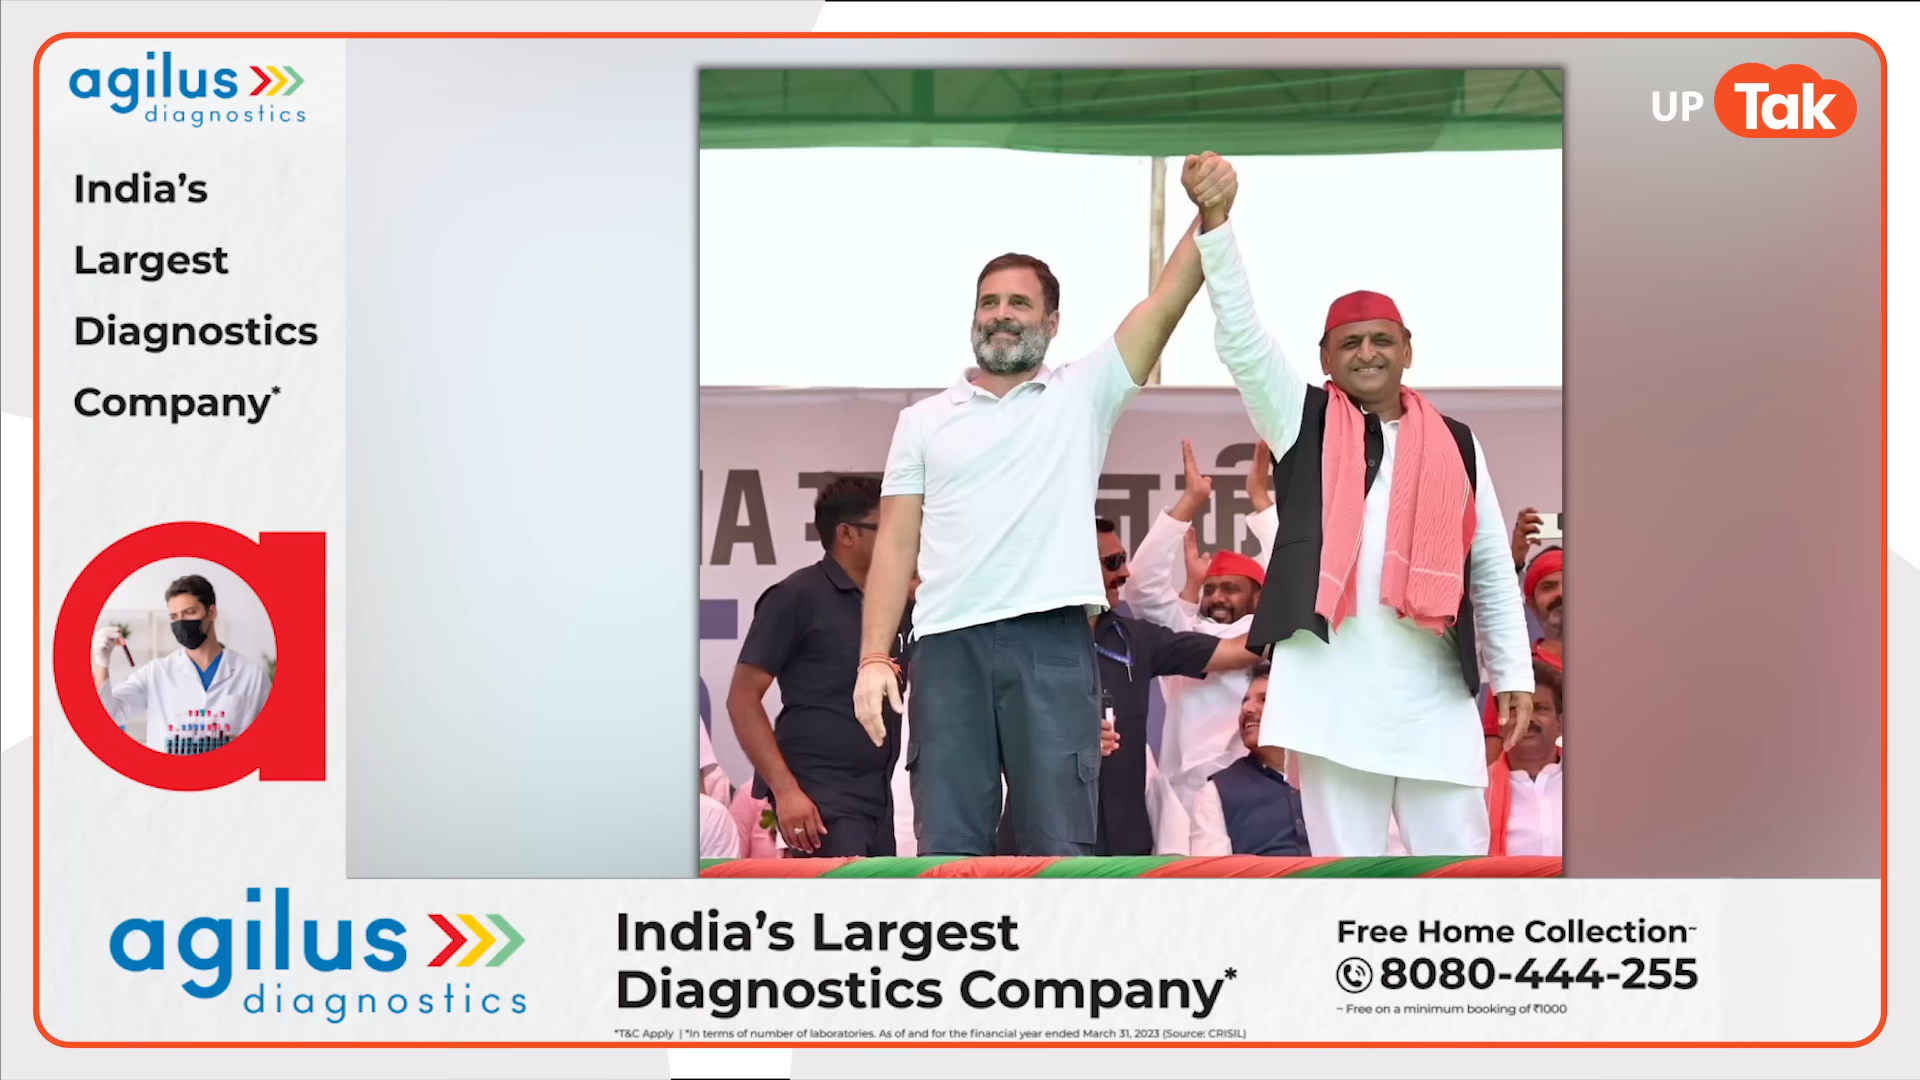 agilus
diagnostics
India's
Largest
Diagnostics
Company*
UP Tak
agilus
diagnostics
India's Largest
Diagnostics Company*
*T&C Apply | *In terms of number of laboratories. As of and for the financial year ended March 31, 2023 (Source: CRISIL)
Free Home Collection~
8080-444-255
~ Free on a minimum booking of ₹1000